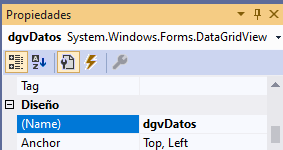 Propiedades
dgvDatos System.Windows.Forms.DataGridView
Tag
Diseño
(Name) dgvDatos
Anchor Top, Left